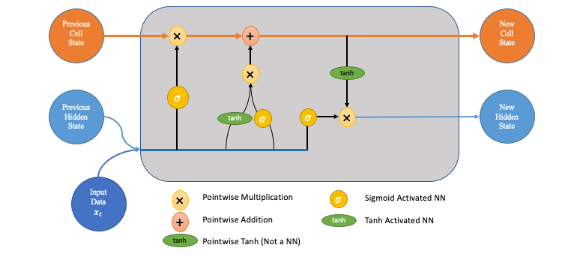 Previous
Cell
State
New
Cell
State
×
+
×
tanh
σ
tanh
σ
σ
×
Previous
Hidden
State
New
Hidden
State
Input
Data
xₜ
× Pointwise Multiplication
σ Sigmoid Activated NN
+ Pointwise Addition
tanh Tanh Activated NN
tanh Pointwise Tanh (Not a NN)